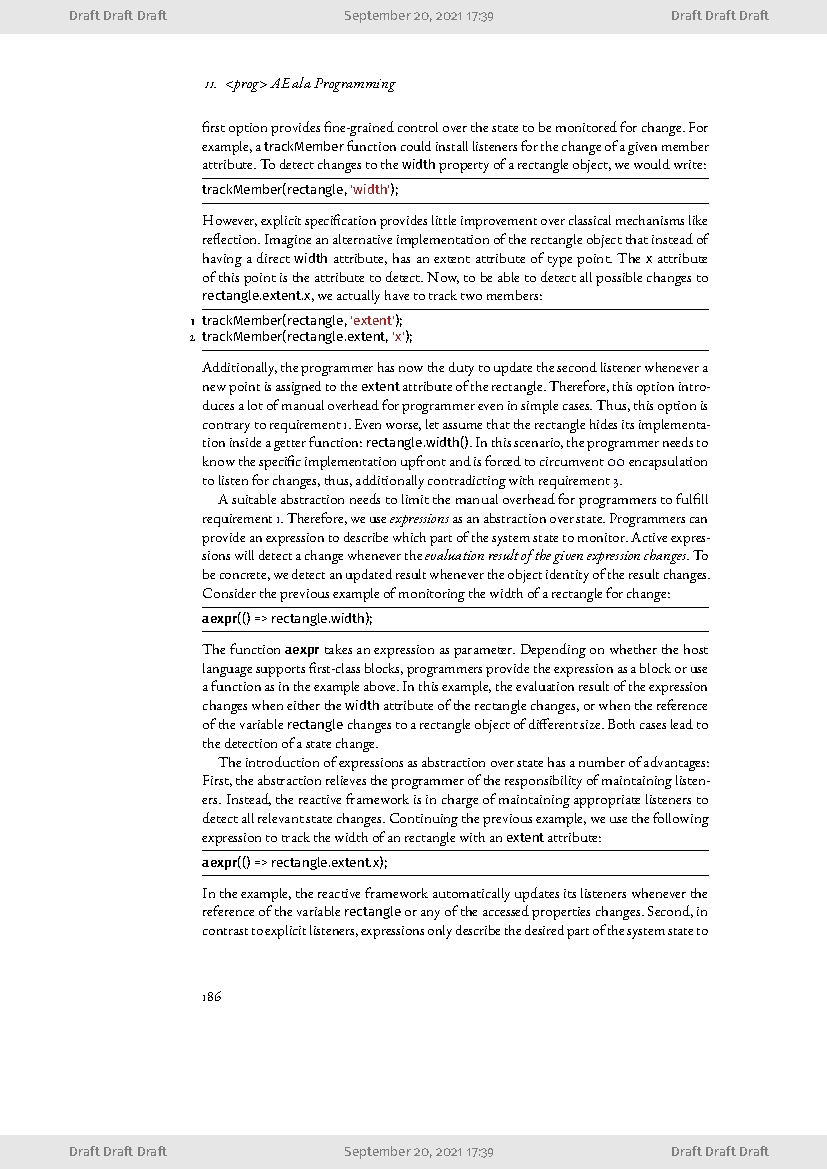 Draft Draft Draft September 20, 2021 17:39 Draft Draft Draft
11. <prog> AE ala Programming
first option provides fine-grained control over the state to be monitored for change. For
example, a trackMember function could install listeners for the change of a given member
attribute. To detect changes to the width property of a rectangle object, we would write:
trackMember(rectangle, 'width');
However, explicit specification provides little improvement over classical mechanisms like
reflection. Imagine an alternative implementation of the rectangle object that instead of
having a direct width attribute, has an extent attribute of type point. The x attribute
of this point is the attribute to detect. Now, to be able to detect all possible changes to
rectangle.extent.x, we actually have to track two members:
1 trackMember(rectangle, 'extent');
2 trackMember(rectangle.extent, 'x');
Additionally, the programmer has now the duty to update the second listener whenever a
new point is assigned to the extent attribute of the rectangle. Therefore, this option intro-
duces a lot of manual overhead for programmer even in simple cases. Thus, this option is
contrary to requirement 1. Even worse, let assume that the rectangle hides its implementa-
tion inside a getter function: rectangle.width(). In this scenario, the programmer needs to
know the specific implementation upfront and is forced to circumvent OO encapsulation
to listen for changes, thus, additionally contradicting with requirement 3.
A suitable abstraction needs to limit the manual overhead for programmers to fulfill
requirement 1. Therefore, we use expressions as an abstraction over state. Programmers can
provide an expression to describe which part of the system state to monitor. Active expres-
sions will detect a change whenever the evaluation result of the given expression changes. To
be concrete, we detect an updated result whenever the object identity of the result changes.
Consider the previous example of monitoring the width of a rectangle for change:
aexpr(() => rectangle.width);
The function aexpr takes an expression as parameter. Depending on whether the host
language supports first-class blocks, programmers provide the expression as a block or use
a function as in the example above. In this example, the evaluation result of the expression
changes when either the width attribute of the rectangle changes, or when the reference
of the variable rectangle changes to a rectangle object of different size. Both cases lead to
the detection of a state change.
The introduction of expressions as abstraction over state has a number of advantages:
First, the abstraction relieves the programmer of the responsibility of maintaining listen-
ers. Instead, the reactive framework is in charge of maintaining appropriate listeners to
detect all relevant state changes. Continuing the previous example, we use the following
expression to track the width of an rectangle with an extent attribute:
aexpr(() => rectangle.extent.x);
In the example, the reactive framework automatically updates its listeners whenever the
reference of the variable rectangle or any of the accessed properties changes. Second, in
contrast to explicit listeners, expressions only describe the desired part of the system state to
186
Draft Draft Draft September 20, 2021 17:39 Draft Draft Draft